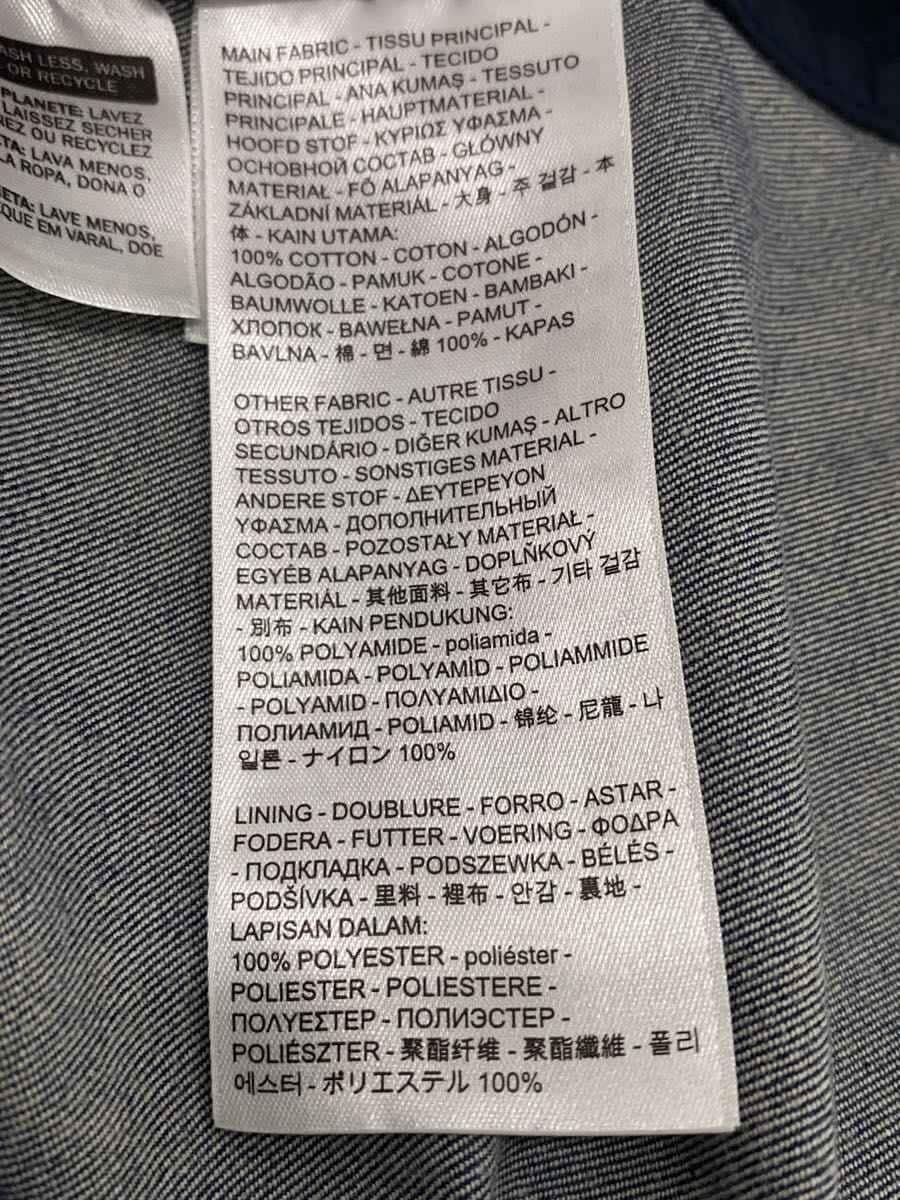 ASH LESS, WASH
OR RECYCLE
PLANETE: LAVEZ
LAISSEZ SECHER
REZ OU RECYCLEZ
TA: LAVA MENOS,
LA ROPA, DONA O
ETA: LAVE MENOS,
QUE EM VARAL, DOE
MAIN FABRIC - TISSU PRINCIPAL -
TEJIDO PRINCIPAL - TECIDO
PRINCIPAL - ANA KUMAŞ - TESSUTO
PRINCIPALE - HAUPTMATERIAL -
HOOFD STOF - ΚΥΡΙΩΣ ΥΦΑΣΜΑ -
ОСНОВНОЙ СОСТАВ - GŁÓWNY
MATERIAŁ - FŐ ALAPANYAG -
ZÁKLADNÍ MATERIÁL - 大身 - 주 겉감 - 本
体 - KAIN UTAMA:
100% COTTON - COTON - ALGODÓN -
ALGODÃO - PAMUK - COTONE -
BAUMWOLLE - KATOEN - BAMBAKI -
ХЛОПОК - BAWEŁNA - PAMUT -
BAVLNA - 棉 - 면 - 綿 100% - KAPAS
OTHER FABRIC - AUTRE TISSU -
OTROS TEJIDOS - TECIDO
SECUNDÁRIO - DIĞER KUMAŞ - ALTRO
TESSUTO - SONSTIGES MATERIAL -
ANDERE STOF - ΔΕΥΤΕΡΕΥΟΝ
ΥΦΑΣΜΑ - ДОПОЛНИТЕЛЬНЫЙ
СОСТАВ - POZOSTAŁY MATERIAŁ -
EGYÉB ALAPANYAG - DOPLŇKOVÝ
MATERIÁL - 其他面料 - 其它布 - 기타 겉감
- 別布 - KAIN PENDUKUNG:
100% POLYAMIDE - poliamida -
POLIAMIDA - POLYAMİD - POLIAMMIDE
- POLYAMID - ΠΟΛΥΑΜΙΔΙΟ -
ПОЛИАМИД - POLIAMID - 锦纶 - 尼龍 - 나
일론 - ナイロン 100%
LINING - DOUBLURE - FORRO - ASTAR -
FODERA - FUTTER - VOERING - ΦΟΔΡΑ
- ПОДКЛАДКА - PODSZEWKA - BÉLÉS -
PODŠÍVKA - 里料 - 裡布 - 안감 - 裏地 -
LAPISAN DALAM:
100% POLYESTER - poliéster -
POLIESTER - POLIESTERE -
ΠΟΛΥΕΣΤΕΡ - ПОЛИЭСТЕР -
POLIÉSZTER - 聚酯纤维 - 聚酯纖維 - 폴리
에스터 - ポリエステル 100%